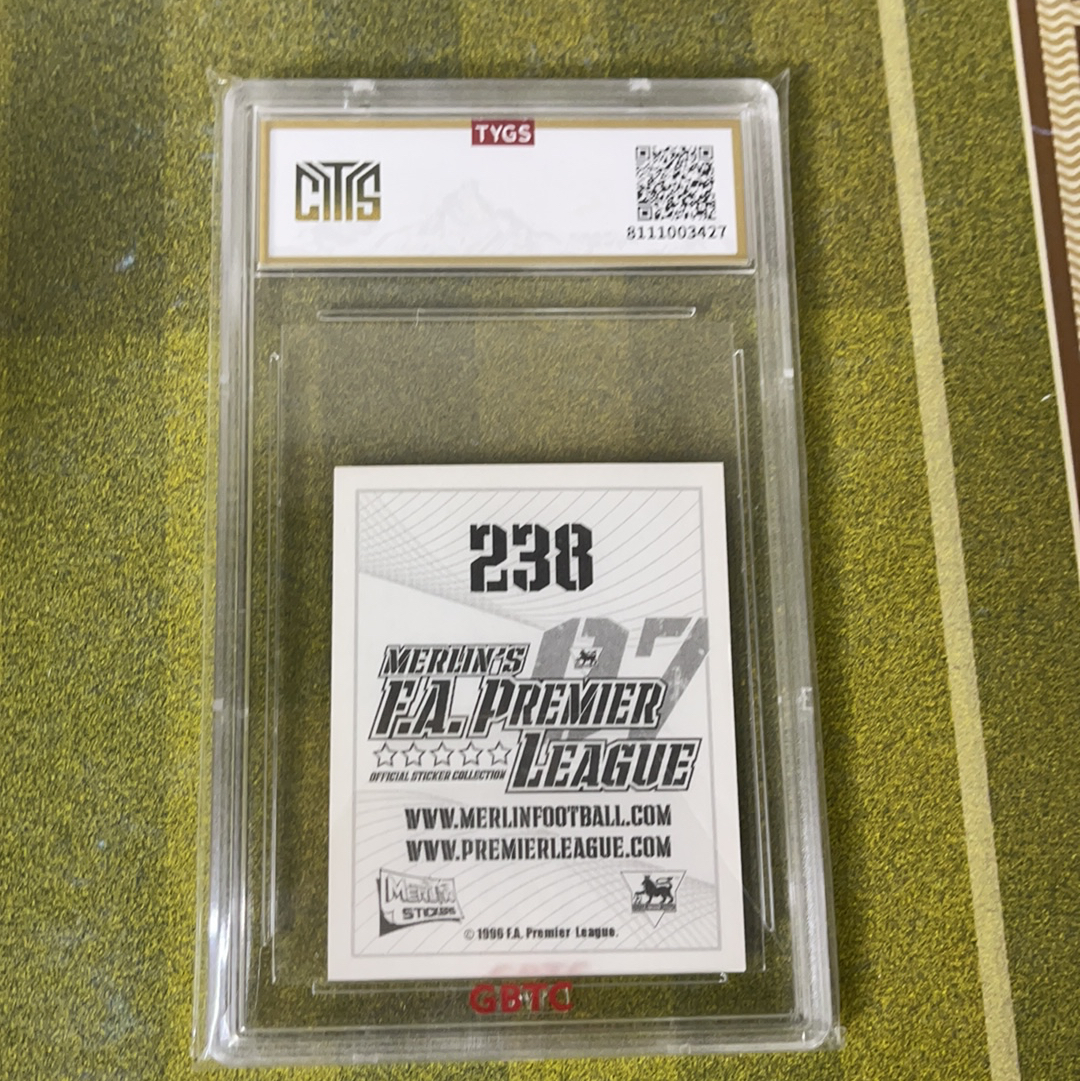 TYGS
CITIS
8111003427
238
97
MERLIN'S
F.A. PREMIER
LEAGUE
OFFICIAL STICKER COLLECTION
WWW.MERLINFOOTBALL.COM
WWW.PREMIERLEAGUE.COM
MERLIN
STICKERS
© 1996 F.A. Premier League.
GBTC